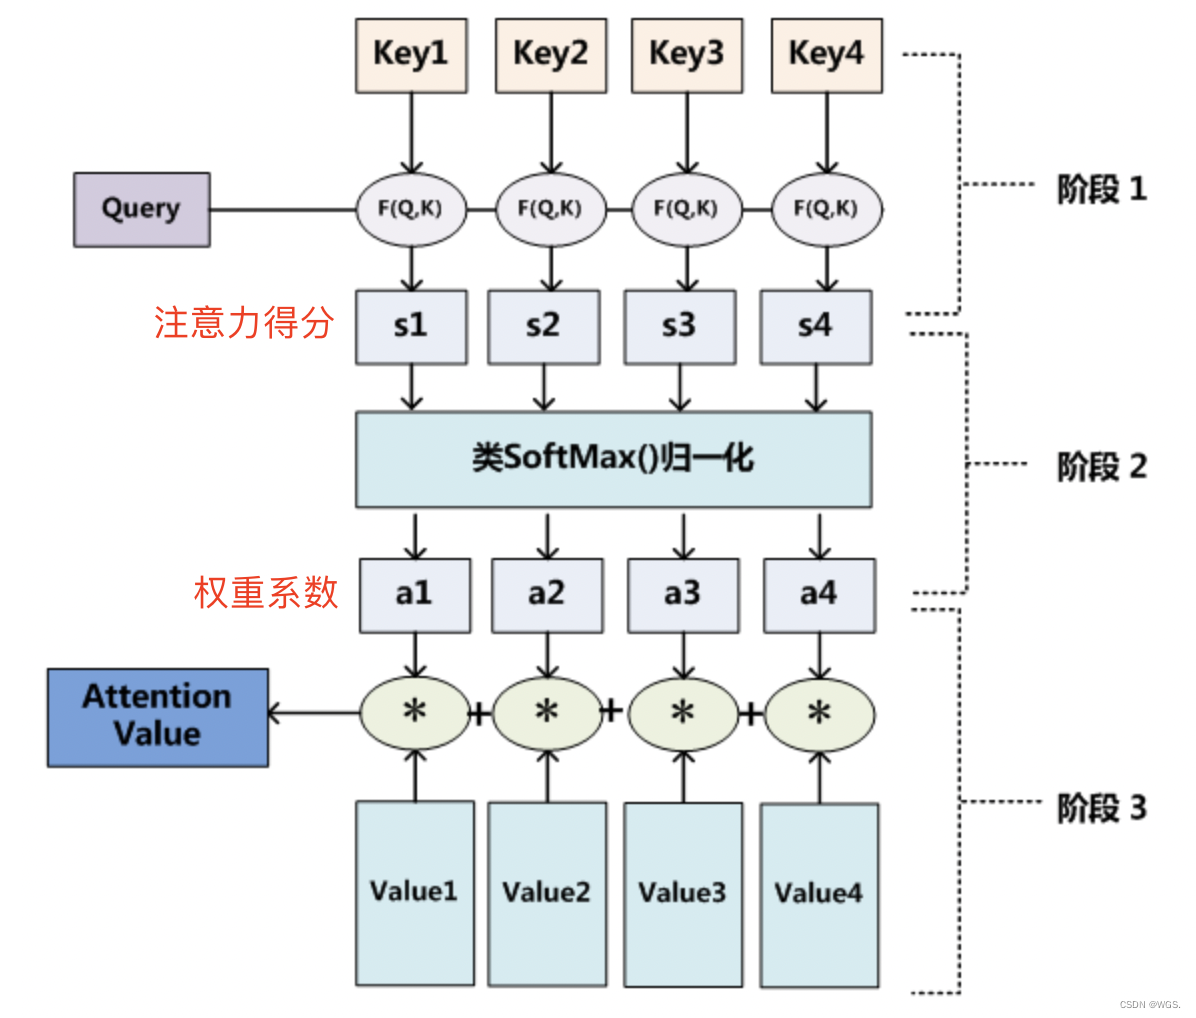 Key1
Key2
Key3
Key4
阶段 1
Query
F(Q,K)
F(Q,K)
F(Q,K)
F(Q,K)
注意力得分
s1
s2
s3
s4
类SoftMax()归一化
阶段 2
权重系数
a1
a2
a3
a4
Attention
Value
*
+
*
+
*
+
*
阶段 3
Value1
Value2
Value3
Value4
CSDN @WGS.